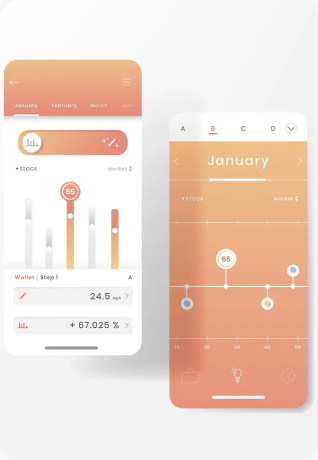 January February March
65
+STOCK Market
Wallet | Step 1 A
24.5
+ 67.025 %
A B C D
January
+STOCK Market
65
10 20 30 40 50